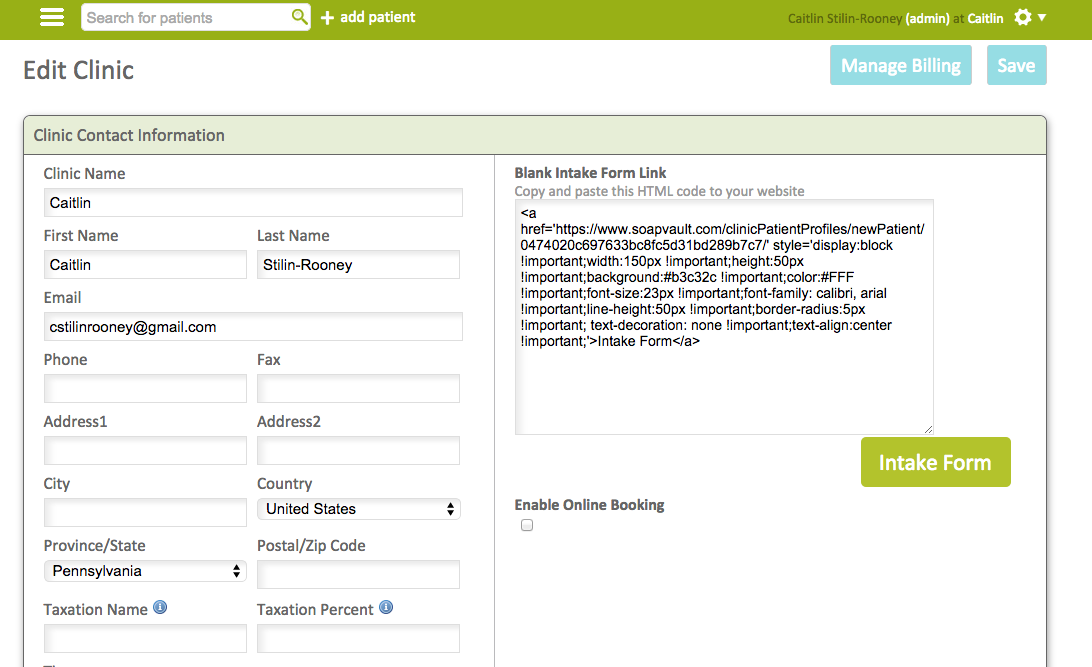 Search for patients
add patient
Caitlin Stilin-Rooney (admin) at Caitlin
Edit Clinic
Manage Billing
Save
Clinic Contact Information
Clinic Name
Caitlin
First Name
Last Name
Caitlin
Stilin-Rooney
Email
cstilinrooney@gmail.com
Phone
Fax
Address1
Address2
City
Country
United States
Province/State
Postal/Zip Code
Pennsylvania
Taxation Name
Taxation Percent
Blank Intake Form Link
Copy and paste this HTML code to your website
<a
href='https://www.soapvault.com/clinicPatientProfiles/newPatient/
0474020c697633bc8fc5d31bd289b7c7/' style='display:block
!important;width:150px !important;height:50px
!important;background:#b3c32c !important;color:#FFF
!important;font-size:23px !important;font-family: calibri, arial
!important;line-height:50px !important;border-radius:5px
!important; text-decoration: none !important;text-align:center
!important;'>Intake Form</a>
Intake Form
Enable Online Booking